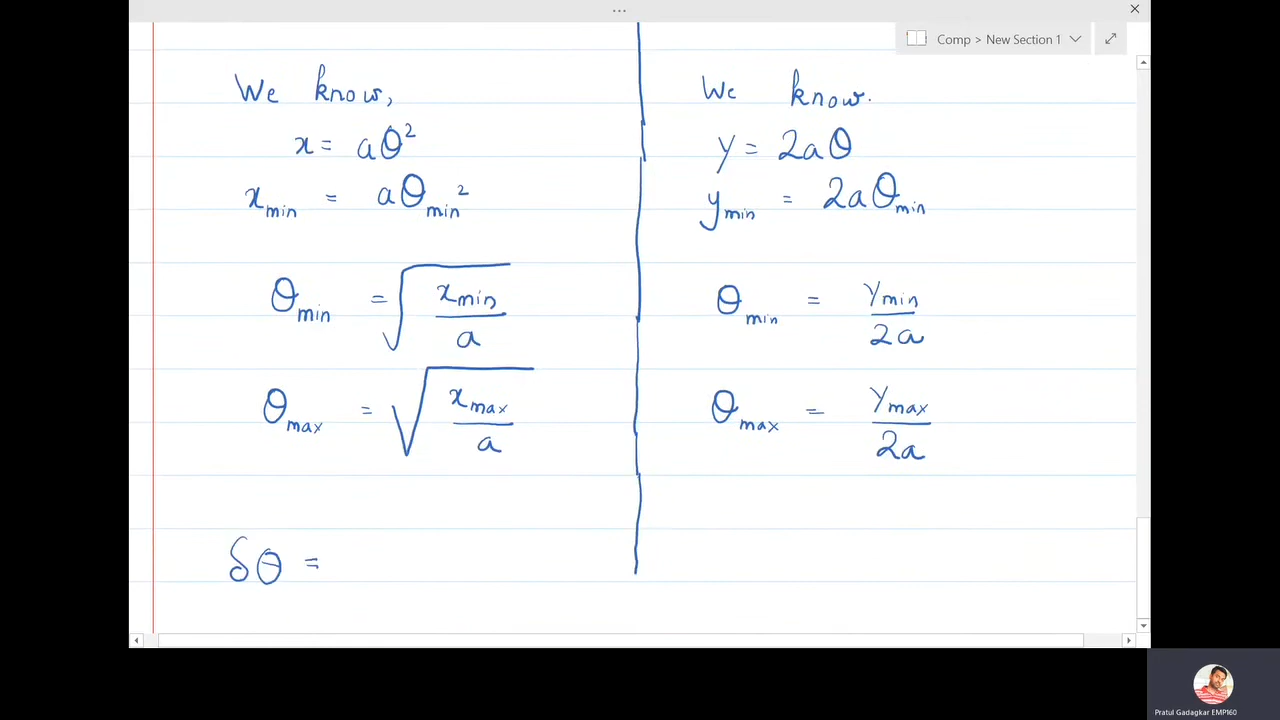 ...
Comp > New Section 1
We know,
x = aθ²
x_min = aθ_min²
θ_min = √(x_min / a)
θ_max = √(x_max / a)
δθ =
We know.
y = 2aθ
y_min = 2aθ_min
θ_min = y_min / 2a
θ_max = y_max / 2a
Pratul Gadagkar EMP160